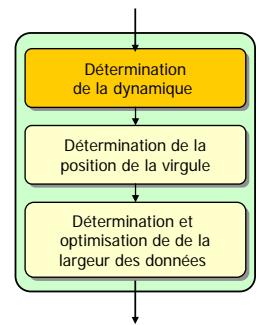 Détermination
de la dynamique
Détermination de la
position de la virgule
Détermination et
optimisation de de la
largeur des données